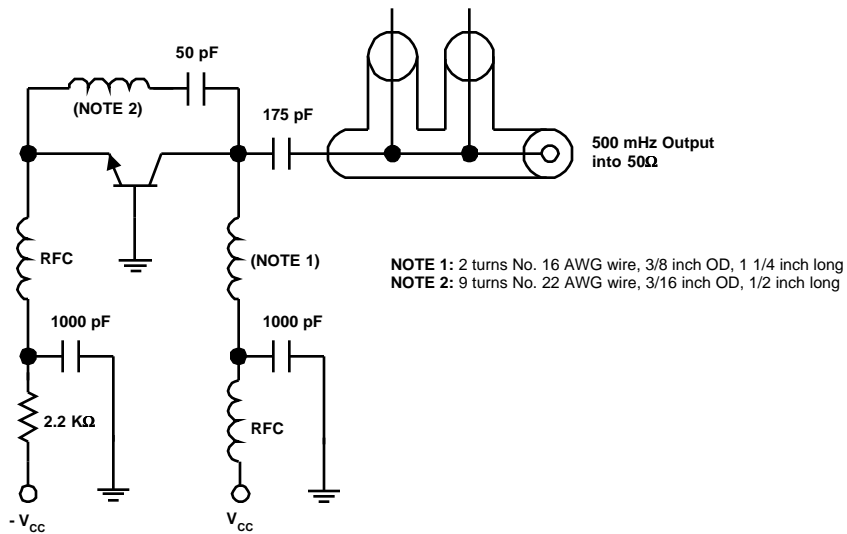 50 pF
(NOTE 2)
175 pF
500 mHz Output
into 50Ω
RFC
(NOTE 1)
NOTE 1: 2 turns No. 16 AWG wire, 3/8 inch OD, 1 1/4 inch long
NOTE 2: 9 turns No. 22 AWG wire, 3/16 inch OD, 1/2 inch long
1000 pF
1000 pF
2.2 KΩ
RFC
- VCC
VCC